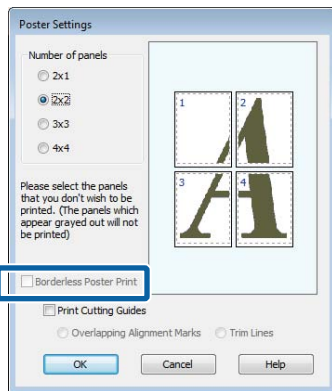 Poster Settings
Number of panels
2x1
2x2
3x3
4x4
1
2
3
4
Please select the panels
that you don't wish to be
printed. (The panels which
appear grayed out will not
be printed)
Borderless Poster Print
Print Cutting Guides
Overlapping Alignment Marks
Trim Lines
OK
Cancel
Help